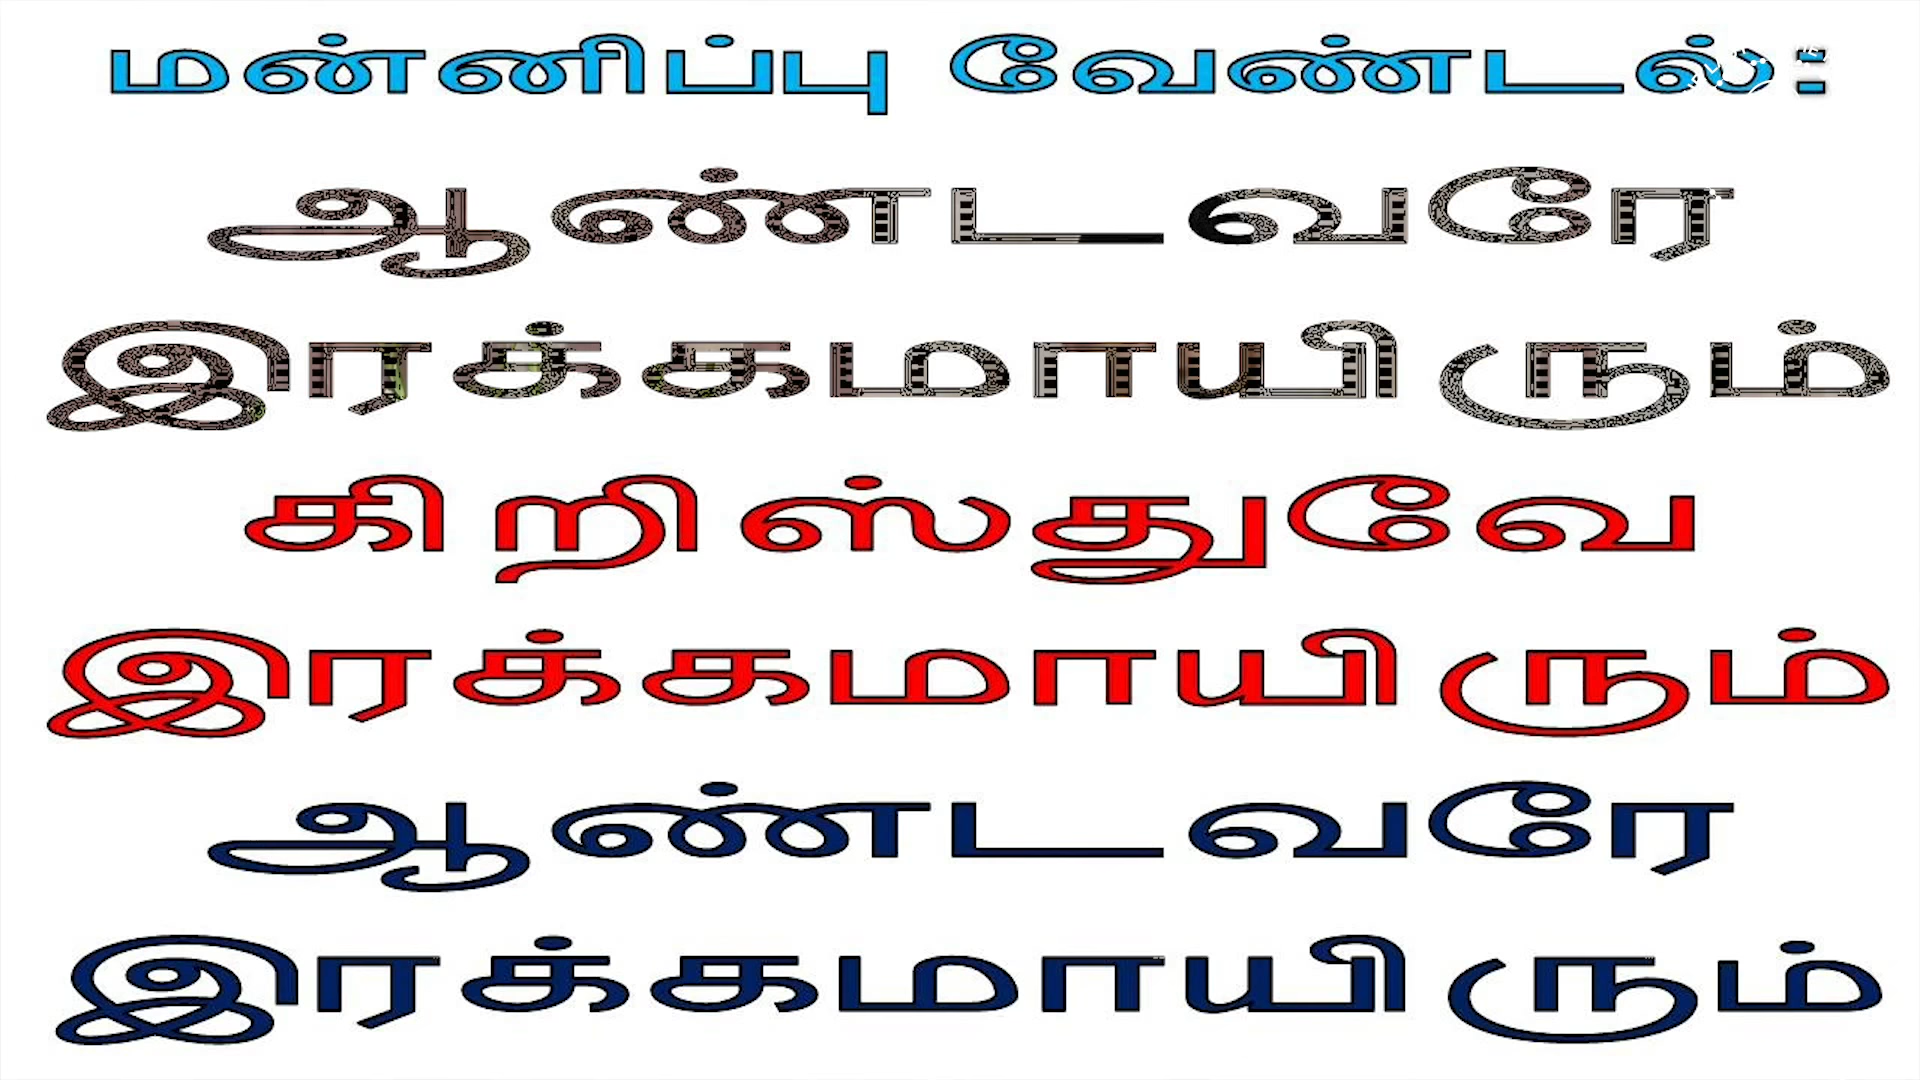 மன்னிப்பு வேண்டல்:
ஆண்டவரே
இரக்கமாயிரும்
கிறிஸ்துவே
இரக்கமாயிரும்
ஆண்டவரே
இரக்கமாயிரும்